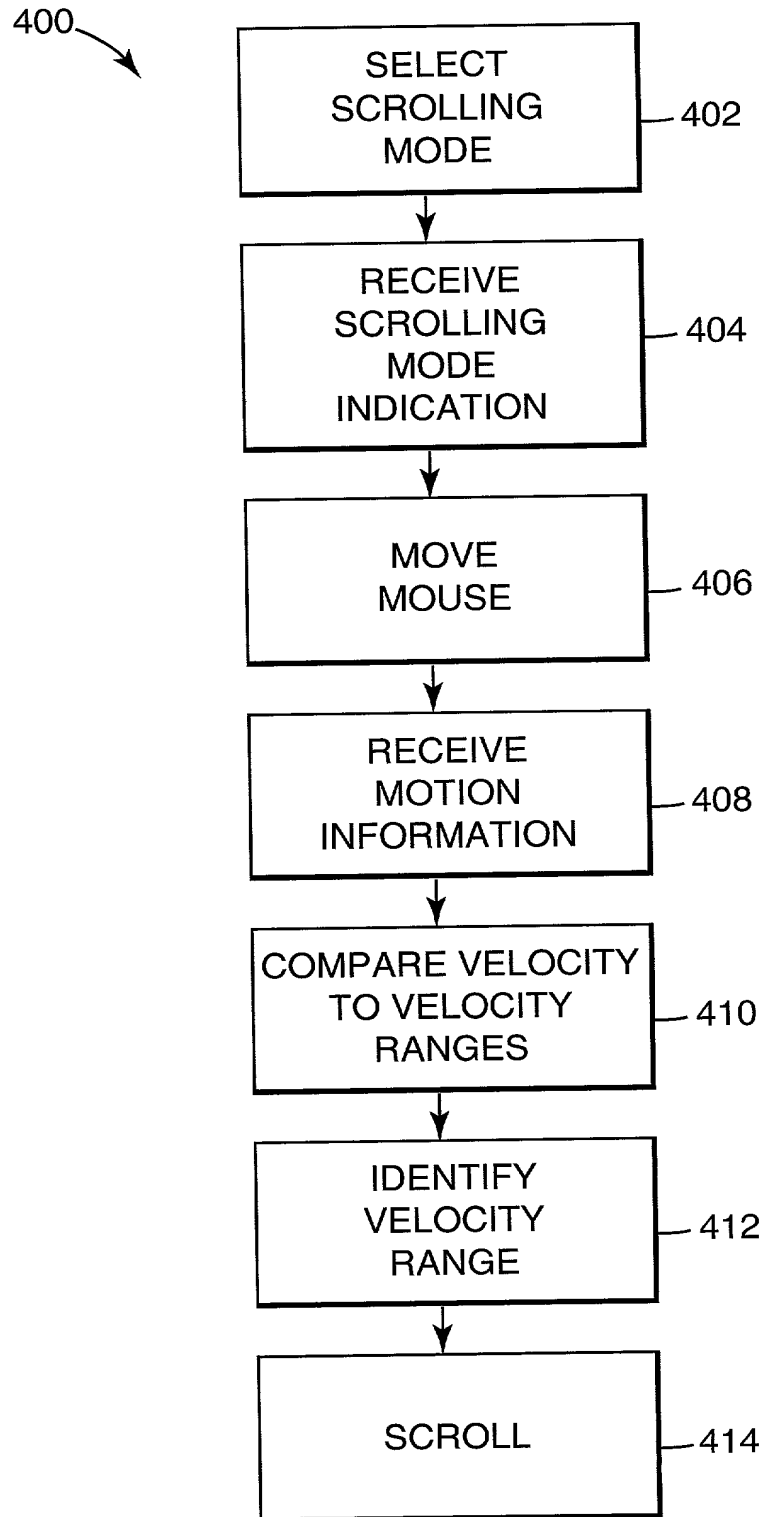 400
SELECT
SCROLLING
MODE
402
RECEIVE
SCROLLING
MODE
INDICATION
404
MOVE
MOUSE
406
RECEIVE
MOTION
INFORMATION
408
COMPARE VELOCITY
TO VELOCITY
RANGES
410
IDENTIFY
VELOCITY
RANGE
412
SCROLL
414